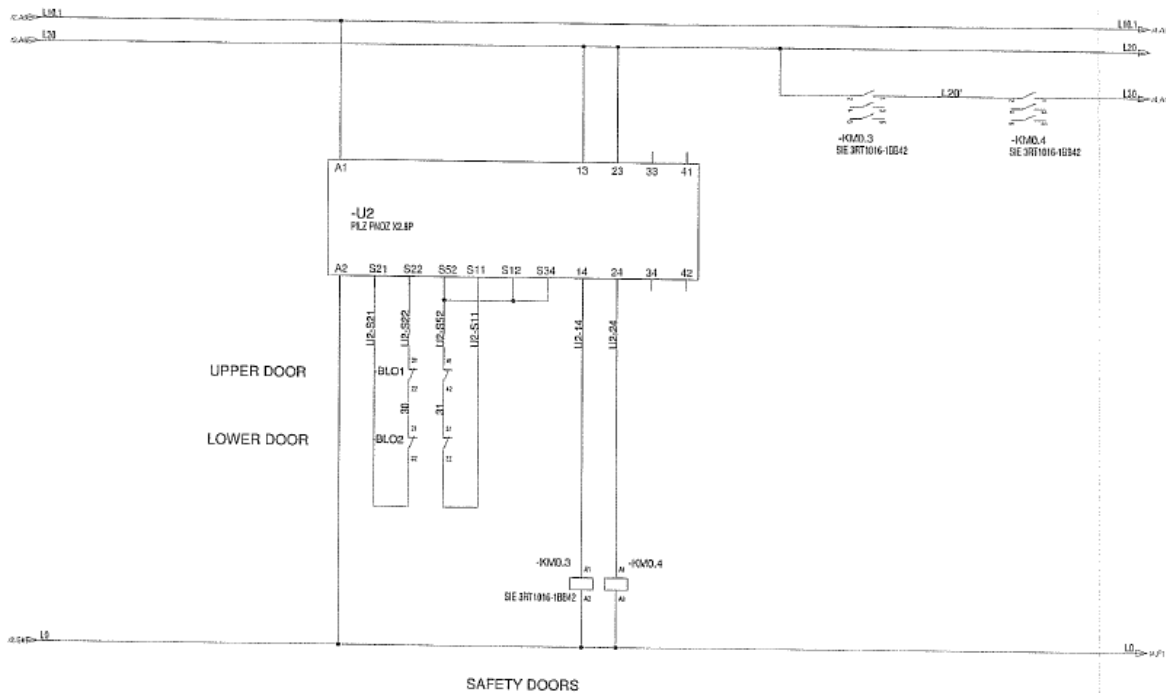 L10.1 L10.1
L20 L20
L20' L30
-KM0.3 -KM0.4
SIE 3RT1016-1BB42 SIE 3RT1016-1BB42
A1 13 23 33 41
-U2
PILZ PNOZ X2.8P
A2 S21 S22 S52 S11 S12 S34 14 24 34 42
U2-S21 U2-S22 U2-S52 U2-S11 U2-14 U2-24
UPPER DOOR -BLO1
30 31
LOWER DOOR -BLO2
-KM0.3 A1 A1 -KM0.4
SIE 3RT1016-1BB42 A2
L0 L0
SAFETY DOORS